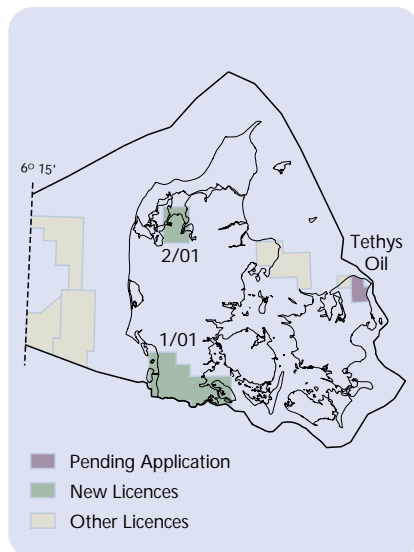 6° 15'
Tethys
Oil
2/01
1/01
Pending Application
New Licences
Other Licences